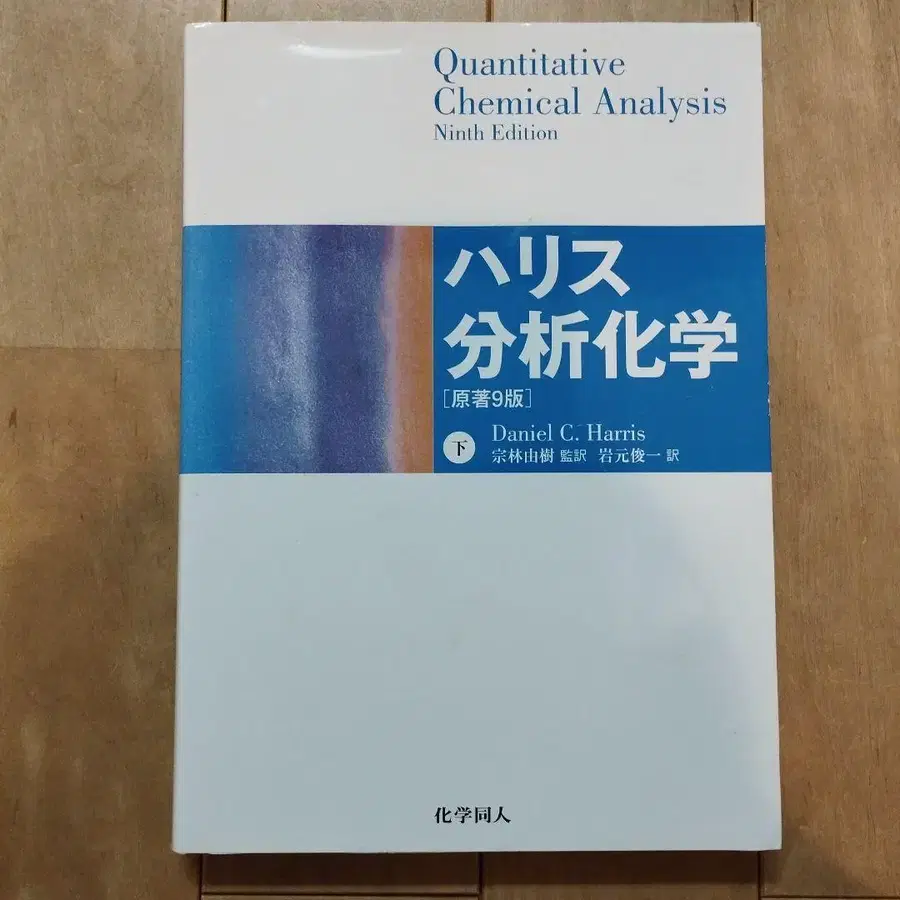 Quantitative
Chemical Analysis
Ninth Edition
ハリス
分析化学
[原著9版]
下 Daniel C. Harris
宗林由樹 監訳 岩元俊一 訳
化学同人